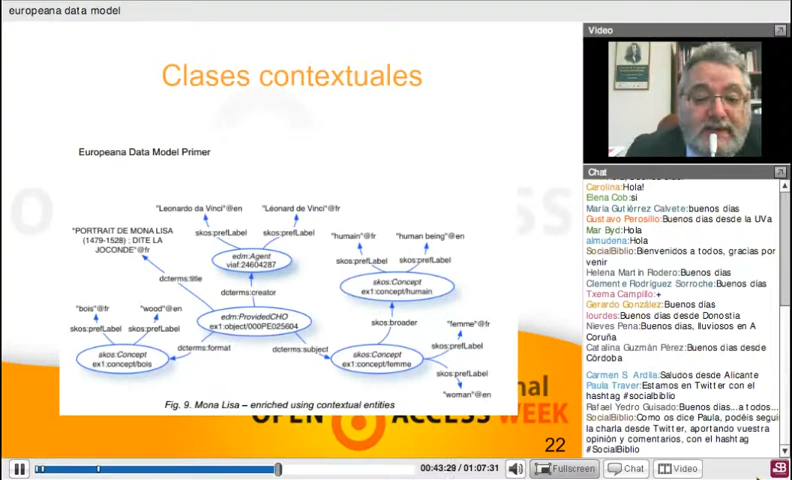 europeana data model
Clases contextuales
Europeana Data Model Primer
"Leonardo da Vinci"@en
"Léonard de Vinci"@fr
skos:prefLabel
skos:prefLabel
"PORTRAIT DE MONA LISA
(1479-1528) ; DITE LA
JOCONDE"@fr
edm:Agent
viaf:24604287
"humain"@fr
"human being"@en
skos:prefLabel
skos:prefLabel
skos:Concept
ex1:concept/humain
dcterms:title
dcterms:creator
"bois"@fr
"wood"@en
skos:prefLabel
skos:prefLabel
edm:ProvidedCHO
ex1:object/000PE025604
skos:broader
"femme"@fr
skos:prefLabel
dcterms:format
dcterms:subject
skos:Concept
ex1:concept/bois
skos:Concept
ex1:concept/femme
skos:prefLabel
"woman"@en
Fig. 9. Mona Lisa – enriched using contextual entities
OPEN ACCESS WEEK
22
Video
Chat
Carolina:Hola!
Elena Cob:si
María Gutiérrez Calvete:buenos días
Gustavo Perosillo:Buenos dias desde la UVa
Mar Byd:Hola
almudena:Hola
SocialBiblio:Bienvenidos a todos, gracias por
venir
Helena Martín Rodero:Buenos dias
Clemente Rodríguez Sorroche:Buenos días
Txema Campillo:+
Gerardo González:Buenos días
lourdes:Buenos días desde Donostia
Nieves Pena:Buenos días, lluviosos en A
Coruña
Catalina Guzmán Pérez:Buenos días desde
Córdoba
Carmen S. Ardila:Saludos desde Alicante
Paula Traver:Estamos en Twitter con el
hashtag #socialbiblio
Rafael Yedro Guisado:Buenos días...a todos...
SocialBiblio:Como os dice Paula, podéis seguir
la charla desde Twitter, aportando vuestra
opinión y comentarios, con el hashtag
#SocialBiblio
00:43:29 / 01:07:31
Fullscreen
Chat
Video